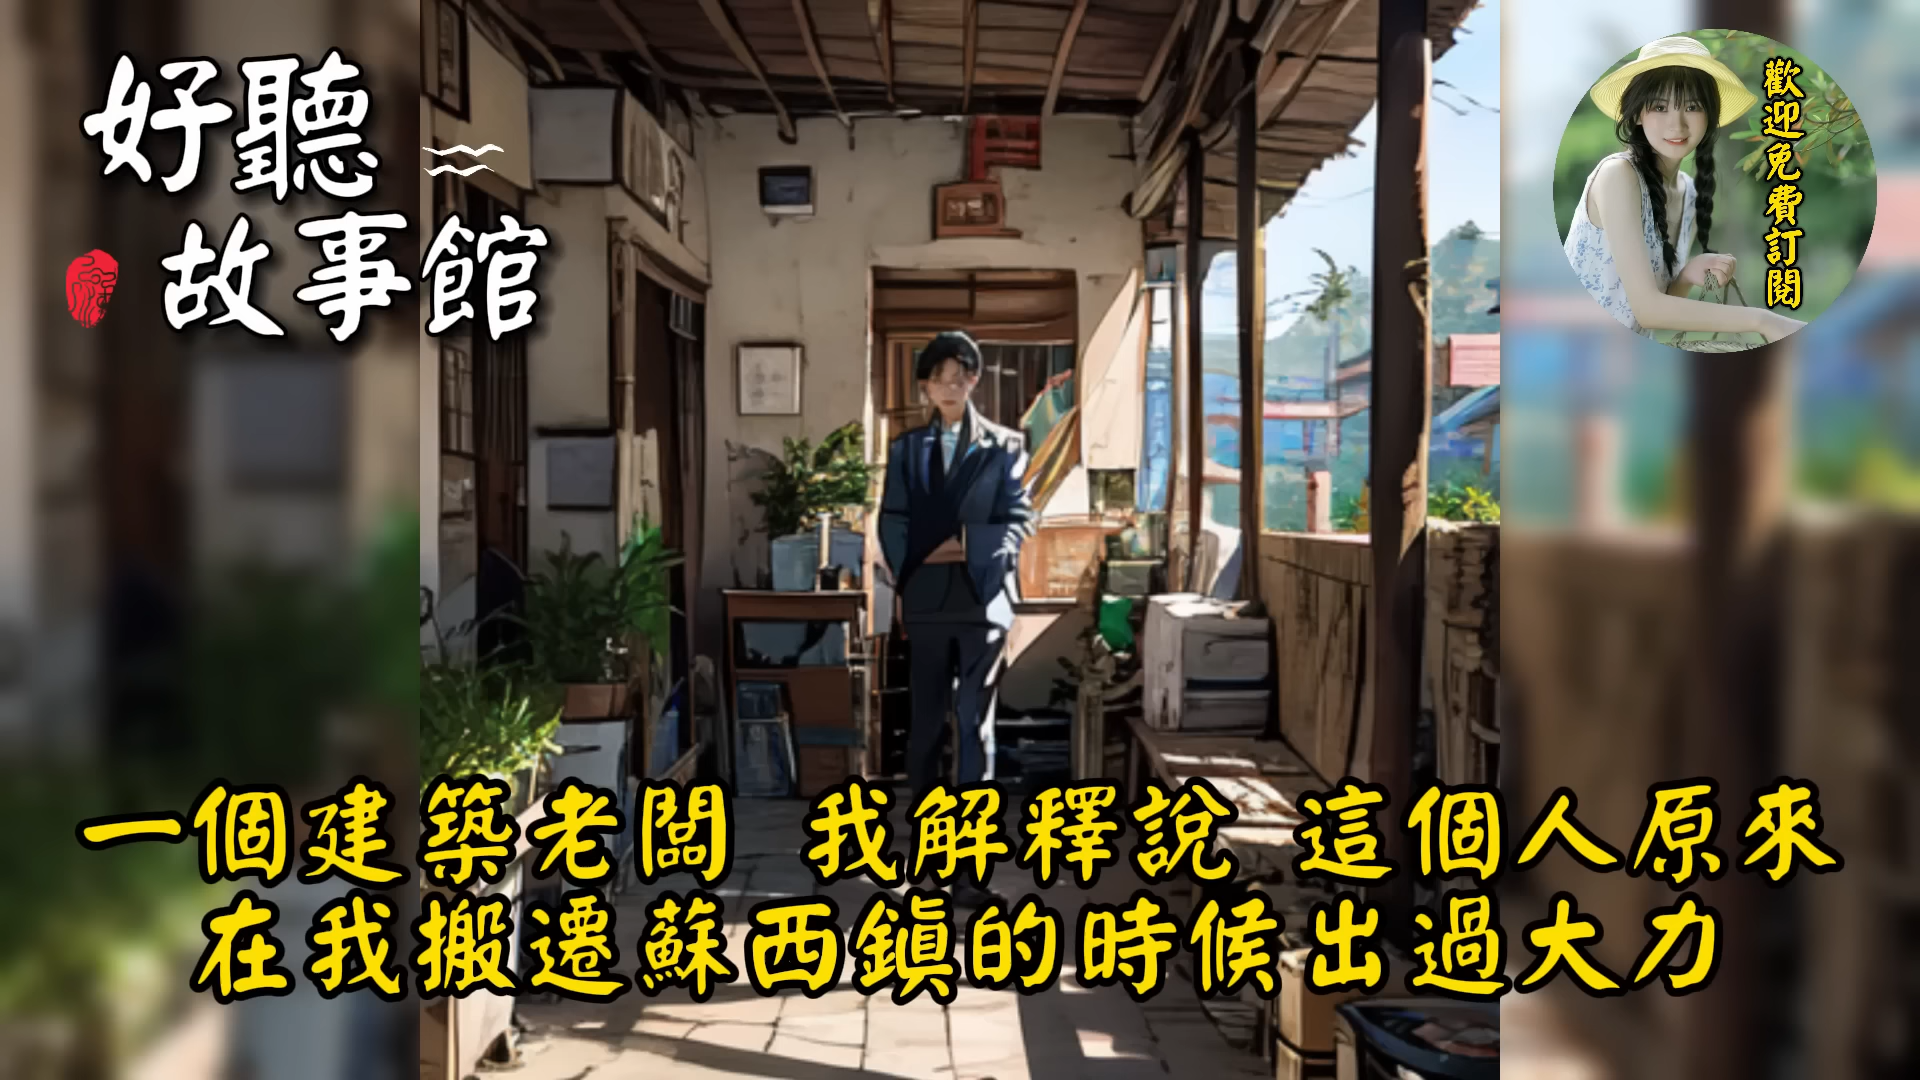 好聽
故事館
歡迎免費訂閱
一個建築老闆 我解釋說 這個人原來
在我搬遷蘇西鎮的時候出過大力